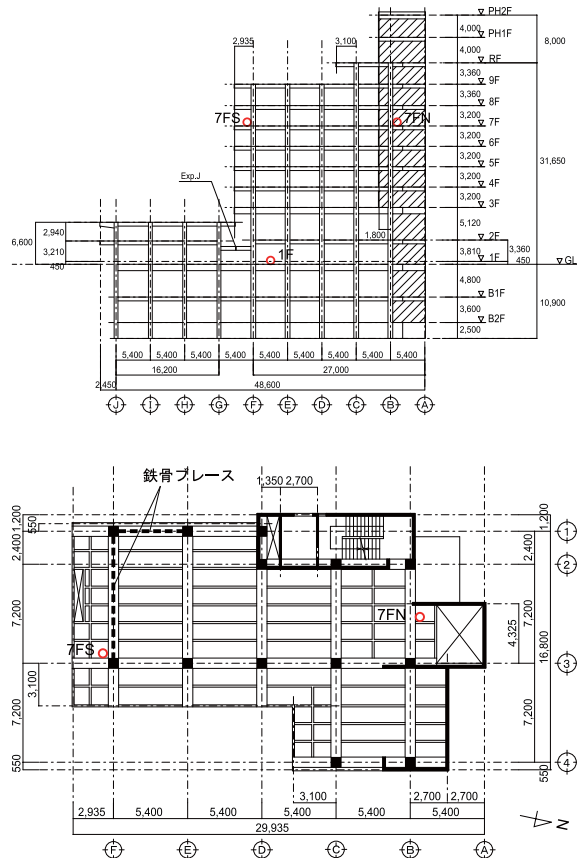 PH2F
4,000
8,000
PH1F
4,000
RF
2,935
3,100
3,360
9F
3,360
8F
3,200
7FS
7FN
7F
3,200
6F
3,200
31,650
5F
3,200
4F
3,200
3F
Exp.J
5,120
1,800
2F
6,600
2,940
3,210
450
1F
3,810
1F
3,360
450
GL
4,800
B1F
10,900
3,600
B2F
2,500
5,400 5,400 5,400 5,400 5,400 5,400 5,400 5,400 5,400
16,200 27,000
2,450
48,600
J I H G F E D C B A
鉄骨ブレース
1,350 2,700
1,200
550
2,400
7,200
3,100
7,200
550
1,200
2,400
7,200
4,325
16,800
7,200
550
1
2
3
4
7FS
7FN
3,100 2,700 2,700
2,935 5,400 5,400 5,400 5,400 5,400
29,935
F E D C B A
N